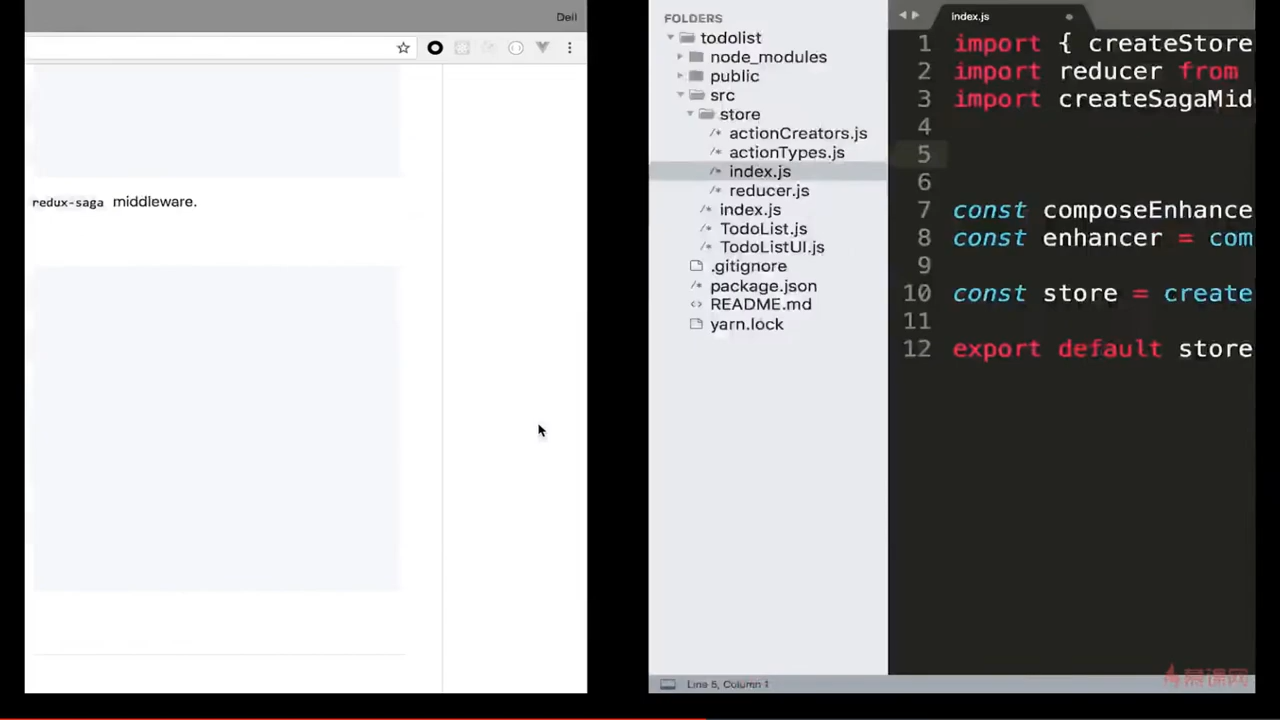 Dell
redux-saga middleware.
FOLDERS
todolist
node_modules
public
src
store
actionCreators.js
actionTypes.js
index.js
reducer.js
index.js
TodoList.js
TodoListUI.js
.gitignore
package.json
README.md
yarn.lock
index.js
1 import { createStore
2 import reducer from
3 import createSagaMid
4
5
6
7 const composeEnhance
8 const enhancer = com
9
10 const store = create
11
12 export default store
Line 5, Column 1
慕课网